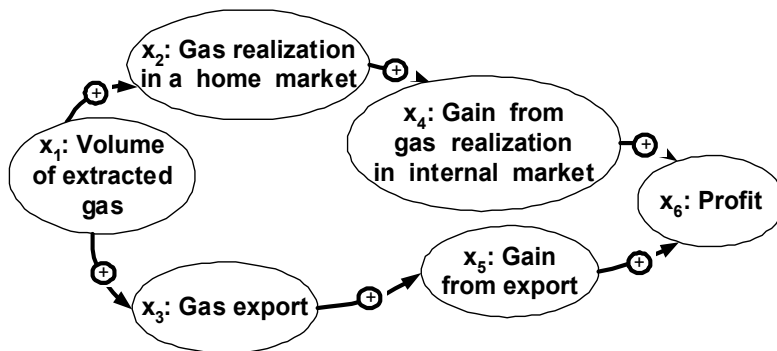 x2: Gas realization
in a home market
+
+
x4: Gain from
gas realization
in internal market
+
x1: Volume
of extracted
gas
x6: Profit
+
x3: Gas export
+
x5: Gain
from export
+